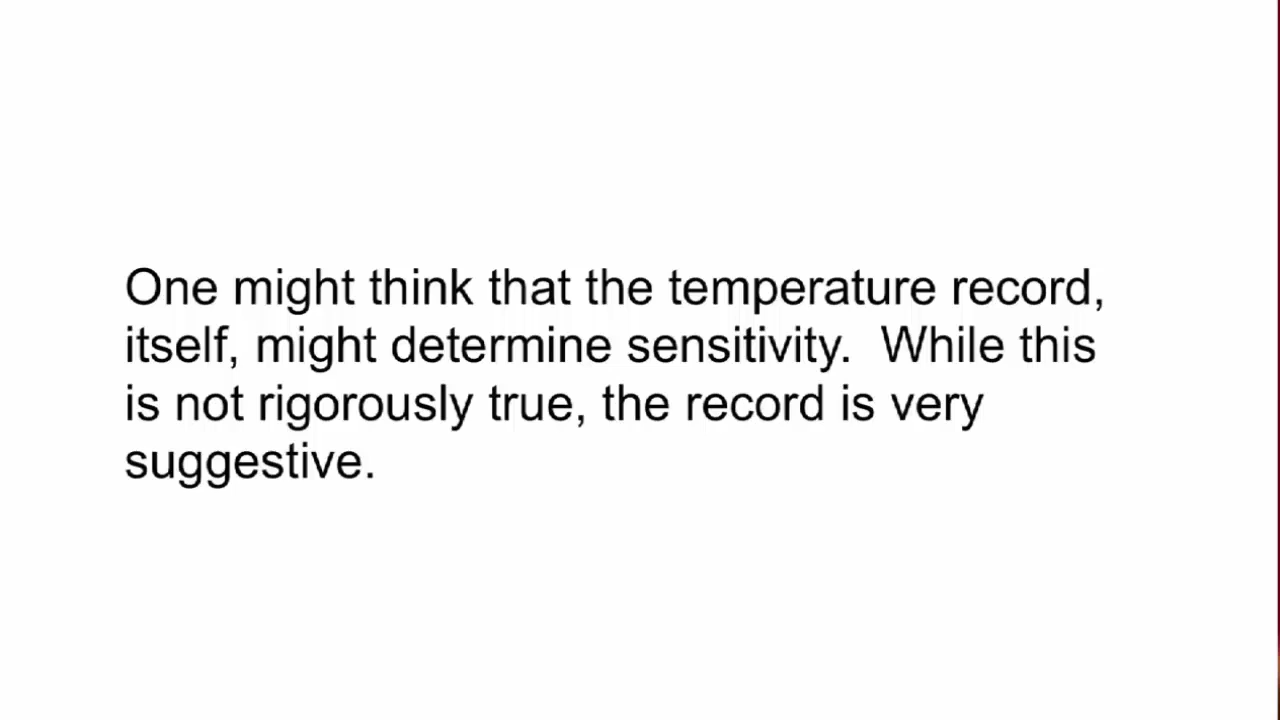 One might think that the temperature record,
itself, might determine sensitivity.  While this
is not rigorously true, the record is very
suggestive.